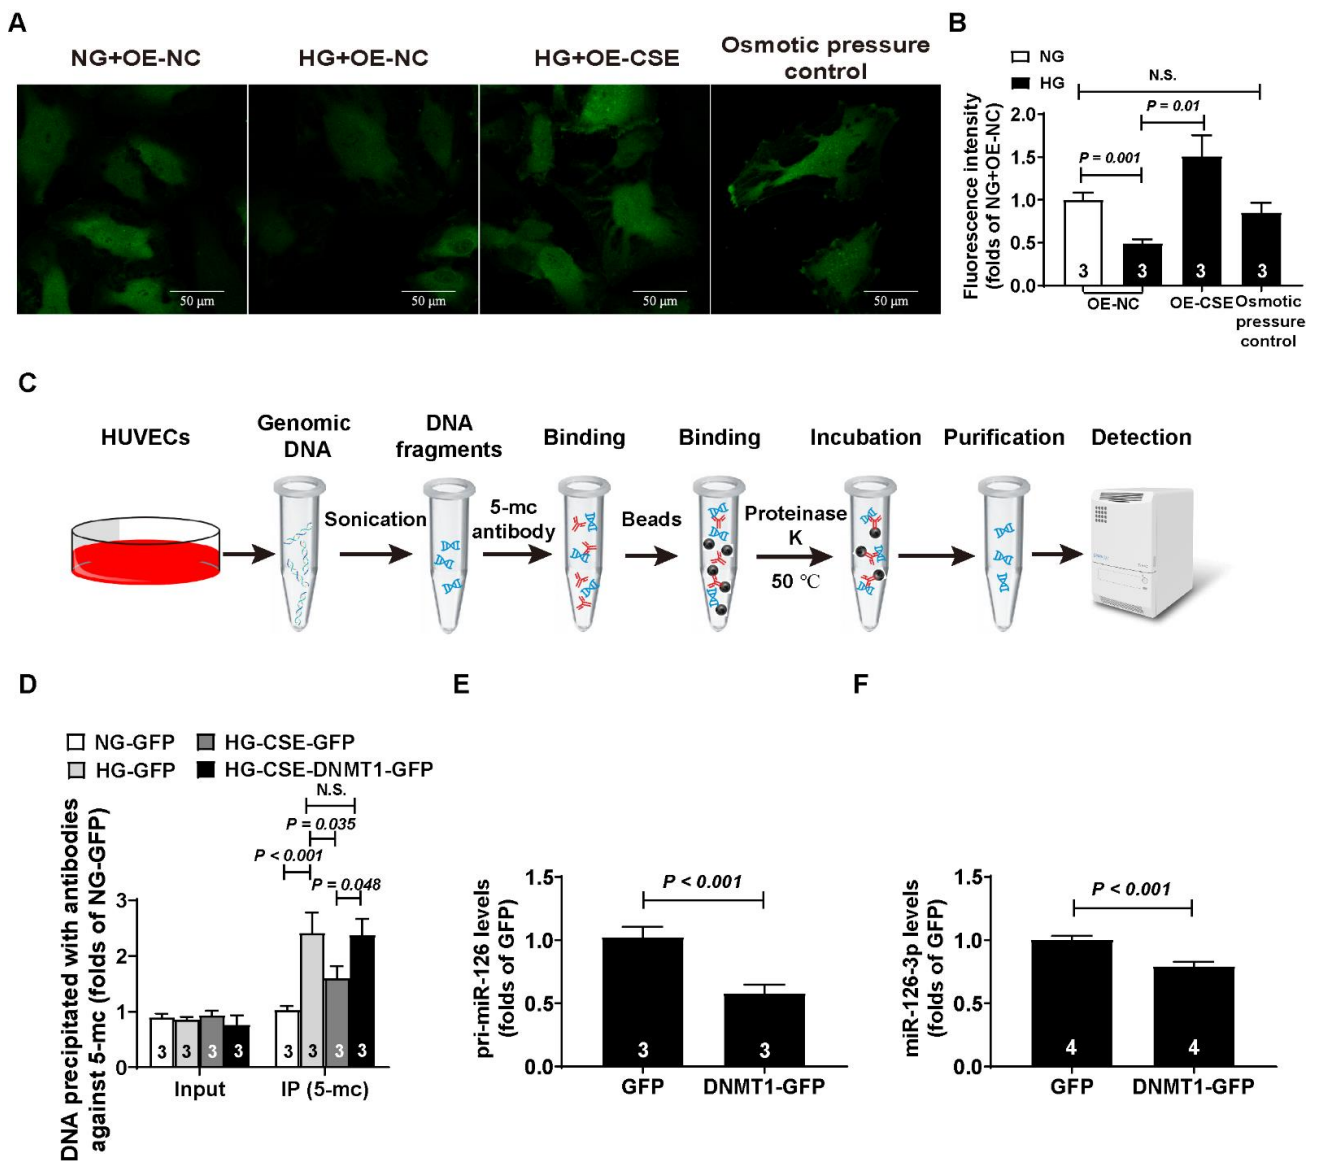 A
NG+OE-NC
HG+OE-NC
HG+OE-CSE
Osmotic pressure
control
50 μm
50 μm
50 μm
50 μm
B
NG
HG
N.S.
P = 0.01
P = 0.001
Fluorescence intensity
(folds of NG+OE-NC)
2.0
1.5
1.0
0.5
0.0
3
3
3
3
OE-NC
OE-CSE
Osmotic
pressure
control
C
HUVECs
Genomic
DNA
DNA
fragments
Binding
Binding
Incubation
Purification
Detection
Sonication
5-mc
antibody
Beads
Proteinase
K
50 ℃
D
NG-GFP
HG-CSE-GFP
HG-GFP
HG-CSE-DNMT1-GFP
N.S.
P = 0.035
P < 0.001
P = 0.048
DNA precipitated with antibodies
against 5-mc (folds of NG-GFP)
3
2
1
0
3
3
3
3
3
3
3
3
Input
IP (5-mc)
E
P < 0.001
pri-miR-126 levels
(folds of GFP)
1.5
1.0
0.5
0.0
3
3
GFP
DNMT1-GFP
F
P < 0.001
miR-126-3p levels
(folds of GFP)
1.5
1.0
0.5
0.0
4
4
GFP
DNMT1-GFP